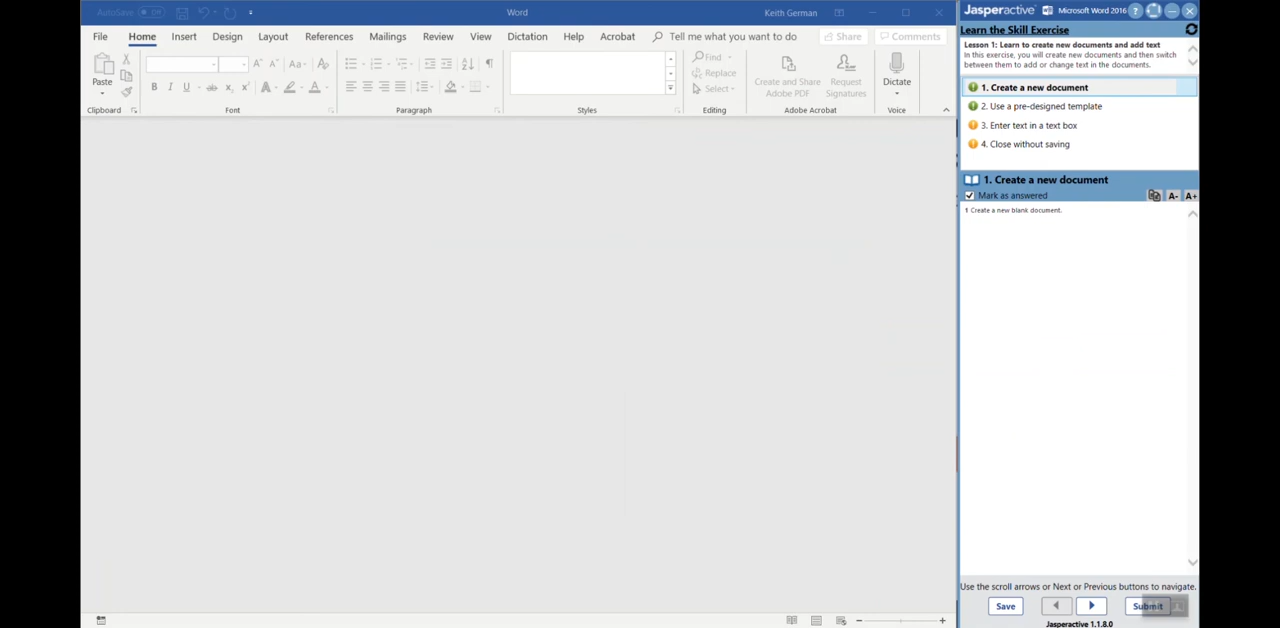 AutoSave Off
Word
Keith German
File Home Insert Design Layout References Mailings Review View Dictation Help Acrobat Tell me what you want to do Share Comments
Paste
Clipboard
Aa
B I U ab x₂ x² A A
Font
Paragraph
Styles
Find
Replace
Select
Editing
Create and Share Adobe PDF
Request Signatures
Adobe Acrobat
Dictate
Voice
Jasperactive Microsoft Word 2016
Learn the Skill Exercise
Lesson 1: Learn to create new documents and add text
In this exercise, you will create new documents and then switch
between them to add or change text in the documents.
1. Create a new document
2. Use a pre-designed template
3. Enter text in a text box
4. Close without saving
1. Create a new document
Mark as answered A- A+
1 Create a new blank document.
Use the scroll arrows or Next or Previous buttons to navigate.
Save Submit
Jasperactive 1.1.8.0